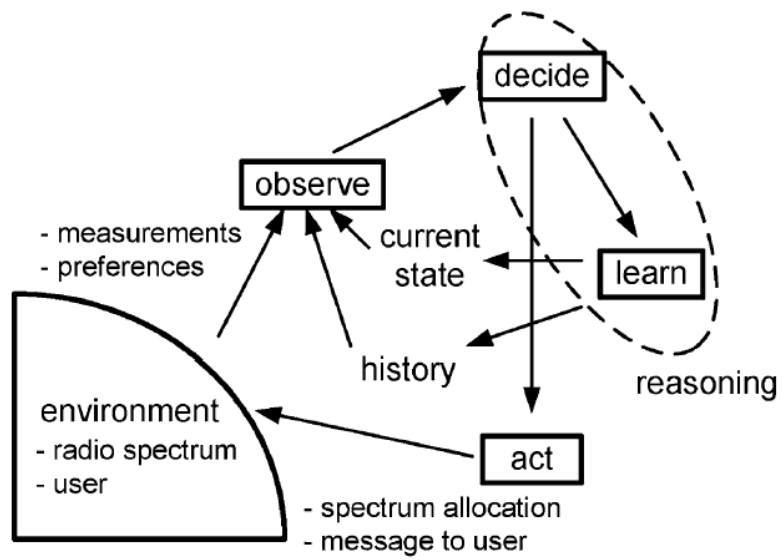 decide
observe
- measurements
- preferences
current
state
learn
history
reasoning
environment
- radio spectrum
- user
act
- spectrum allocation
- message to user